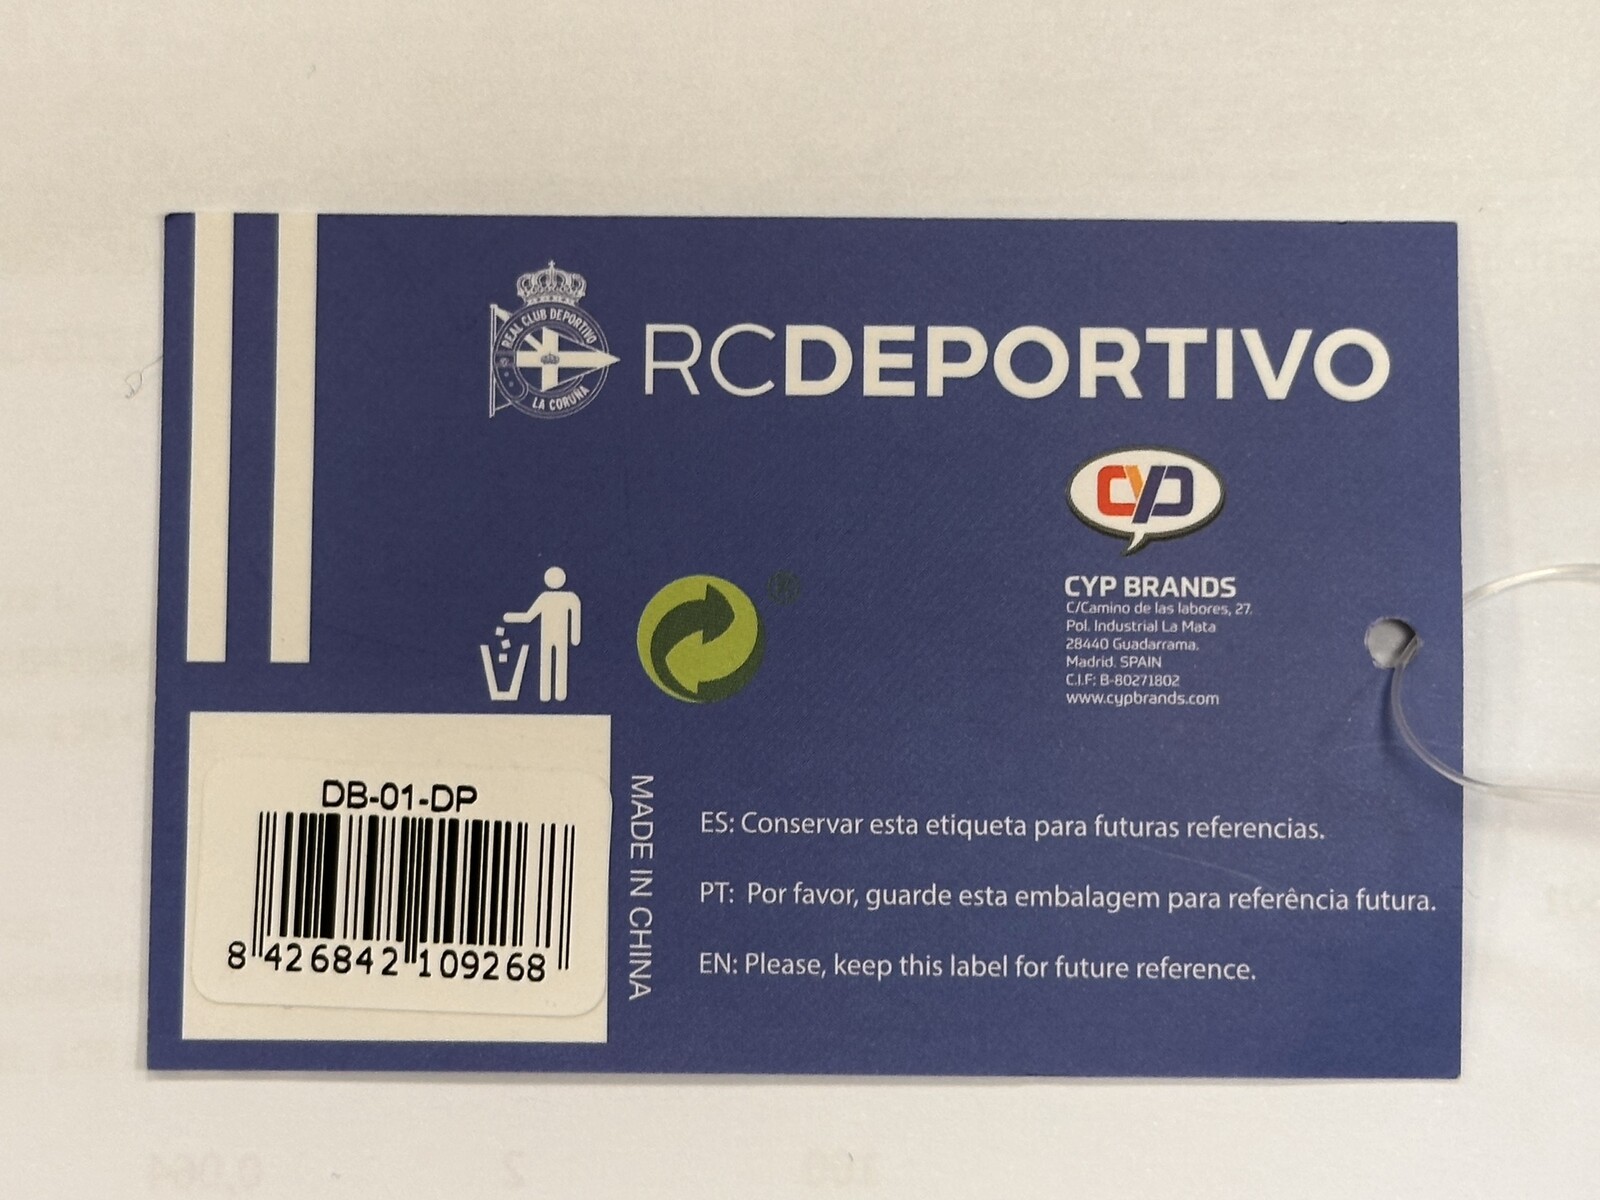 REAL CLUB DEPORTIVO
LA CORUÑA
RCDEPORTIVO
CYP
CYP BRANDS
C/Camino de las labores, 27.
Pol. Industrial La Mata
28440 Guadarrama.
Madrid. SPAIN
C.I.F: B-80271802
www.cypbrands.com
®
DB-01-DP
8 426842 109268
MADE IN CHINA
ES: Conservar esta etiqueta para futuras referencias.
PT: Por favor, guarde esta embalagem para referência futura.
EN: Please, keep this label for future reference.